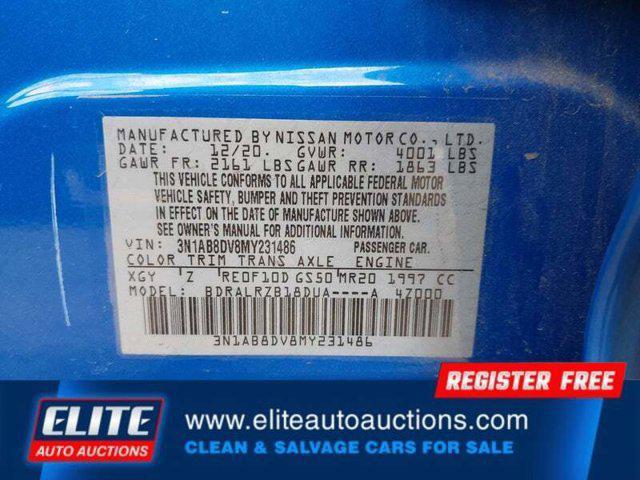 MANUFACTURED BY NISSAN MOTOR CO., LTD.
DATE: 12/20. GVWR: 4001 LBS
GAWR FR: 2161 LBS GAWR RR: 1863 LBS
THIS VEHICLE CONFORMS TO ALL APPLICABLE FEDERAL MOTOR
VEHICLE SAFETY, BUMPER AND THEFT PREVENTION STANDARDS
IN EFFECT ON THE DATE OF MANUFACTURE SHOWN ABOVE.
SEE OWNER'S MANUAL FOR ADDITIONAL INFORMATION.
VIN: 3N1AB8DV8MY231486 PASSENGER CAR.
COLOR TRIM TRANS AXLE ENGINE
XGY Z RE0F10D GS50 MR20 1997 CC
MODEL BDRALRZB18DUA----A 4Z000
3N1AB8DV8MY231486
REGISTER FREE
ELITE
AUTO AUCTIONS
www.eliteautoauctions.com
CLEAN & SALVAGE CARS FOR SALE